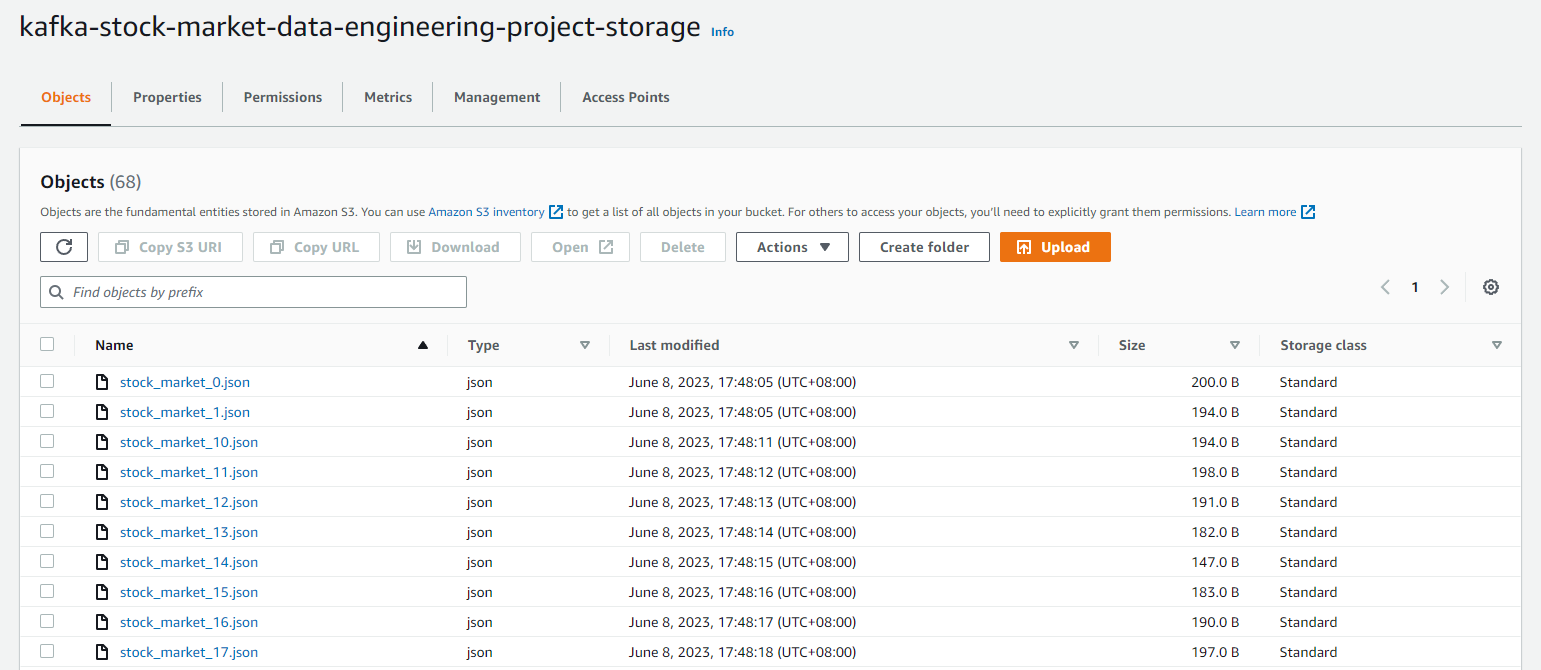 kafka-stock-market-data-engineering-project-storage Info
Objects Properties Permissions Metrics Management Access Points
Objects (68)
Objects are the fundamental entities stored in Amazon S3. You can use Amazon S3 inventory to get a list of all objects in your bucket. For others to access your objects, you'll need to explicitly grant them permissions. Learn more
Copy S3 URI Copy URL Download Open Delete Actions Create folder Upload
Find objects by prefix 1
Name Type Last modified Size Storage class
stock_market_0.json json June 8, 2023, 17:48:05 (UTC+08:00) 200.0 B Standard
stock_market_1.json json June 8, 2023, 17:48:05 (UTC+08:00) 194.0 B Standard
stock_market_10.json json June 8, 2023, 17:48:11 (UTC+08:00) 194.0 B Standard
stock_market_11.json json June 8, 2023, 17:48:12 (UTC+08:00) 198.0 B Standard
stock_market_12.json json June 8, 2023, 17:48:13 (UTC+08:00) 191.0 B Standard
stock_market_13.json json June 8, 2023, 17:48:14 (UTC+08:00) 182.0 B Standard
stock_market_14.json json June 8, 2023, 17:48:15 (UTC+08:00) 147.0 B Standard
stock_market_15.json json June 8, 2023, 17:48:16 (UTC+08:00) 183.0 B Standard
stock_market_16.json json June 8, 2023, 17:48:17 (UTC+08:00) 190.0 B Standard
stock_market_17.json json June 8, 2023, 17:48:18 (UTC+08:00) 197.0 B Standard